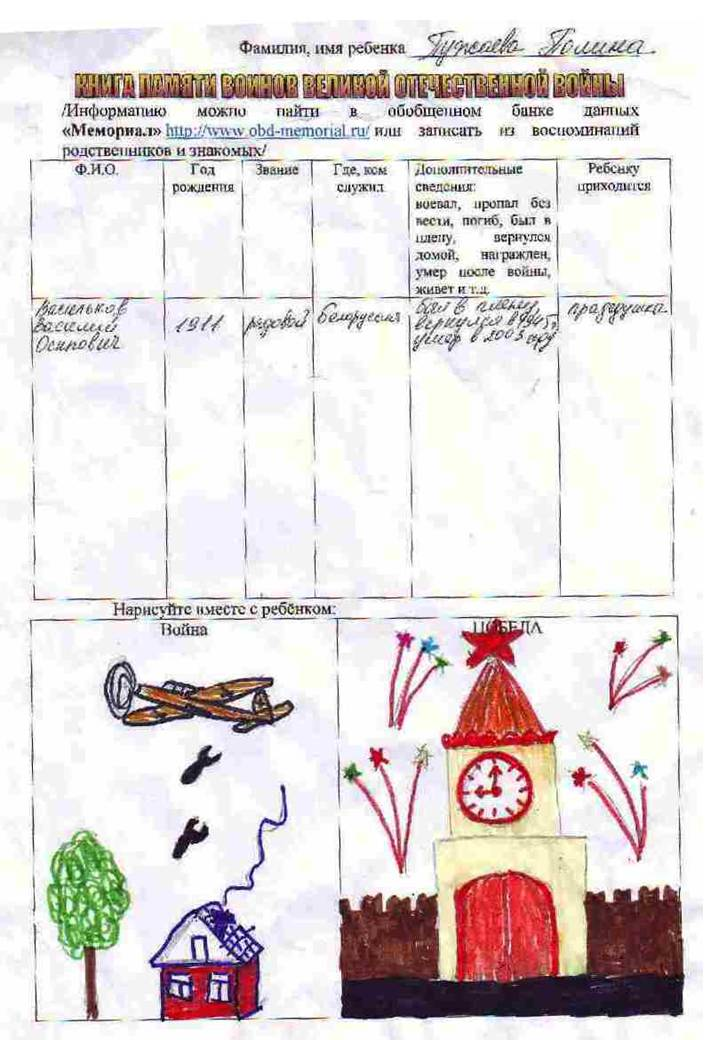 Фамилия, имя ребенка Пужаева Полина.
КНИГА ПАМЯТИ ВОИНОВ ВЕЛИКОЙ ОТЕЧЕСТВЕННОЙ ВОЙНЫ
/Информацию можно найти в обобщенном банке данных
«Мемориал» http://www.obd-memorial.ru/ или записать из воспоминаний
родственников и знакомых/
Ф.И.О.
Год
рождения
Звание
Где, кем
служил
Дополнительные
сведения:
воевал, пропал без
вести, погиб, был в
плену, вернулся
домой, награжден,
умер после войны,
живет и т.д.
Ребенку
приходится
Васильков
Василий
Осипович
1911
рядовой
Белоруссия
был в плену,
вернулся в 1945г,
умер в 2003 году
прадедушка
Нарисуйте вместе с ребёнком:
Война
ПОБЕДА